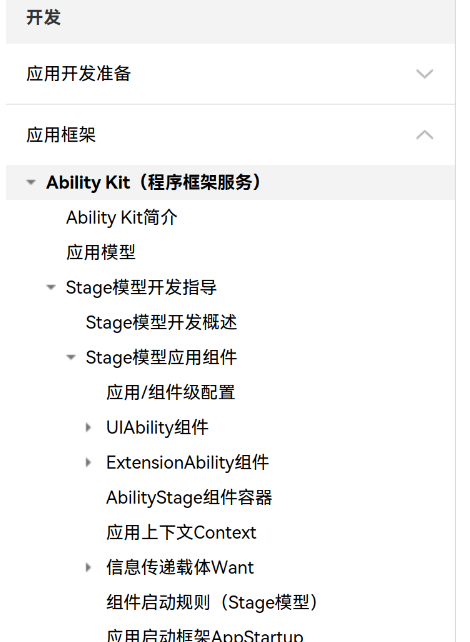 开发
应用开发准备
应用框架
Ability Kit（程序框架服务）
Ability Kit简介
应用模型
Stage模型开发指导
Stage模型开发概述
Stage模型应用组件
应用/组件级配置
UIAbility组件
ExtensionAbility组件
AbilityStage组件容器
应用上下文Context
信息传递载体Want
组件启动规则（Stage模型）
应用启动框架AppStartup